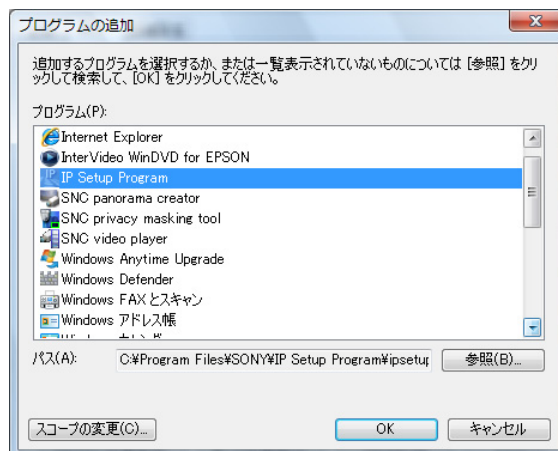 プログラムの追加
追加するプログラムを選択するか、または一覧表示されていないものについては [参照] をクリ
ックして検索して、[OK] をクリックしてください。
プログラム(P):
Internet Explorer
InterVideo WinDVD for EPSON
IP Setup Program
SNC panorama creator
SNC privacy masking tool
SNC video player
Windows Anytime Upgrade
Windows Defender
Windows FAX とスキャン
Windows アドレス帳
パス(A):
C:¥Program Files¥SONY¥IP Setup Program¥ipsetup
参照(B)...
スコープの変更(C)...
OK
キャンセル